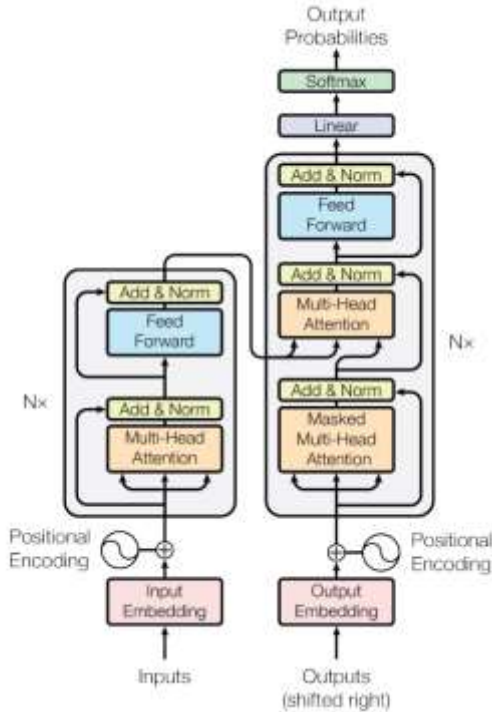 Output
Probabilities
Softmax
Linear
Add & Norm
Feed
Forward
Add & Norm
Multi-Head
Attention
Add & Norm
Masked
Multi-Head
Attention
N×
Add & Norm
Feed
Forward
Add & Norm
Multi-Head
Attention
N×
Positional
Encoding
Positional
Encoding
Input
Embedding
Output
Embedding
Inputs
Outputs
(shifted right)